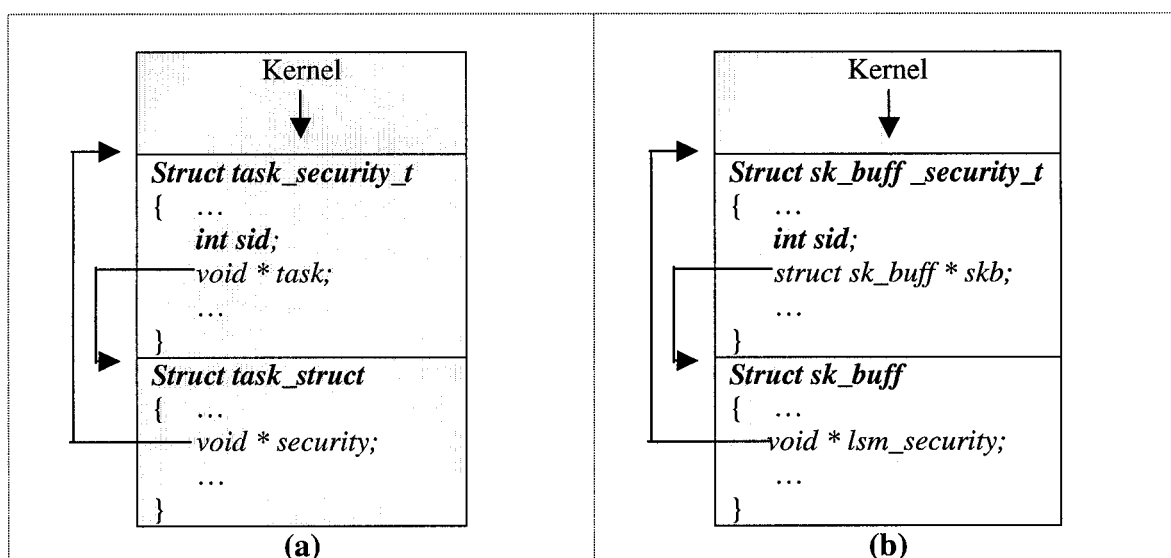 Kernel
Struct task_security_t
{ …
int sid;
void * task;
…
}
Struct task_struct
{ …
void * security;
…
}
(a)
Kernel
Struct sk_buff _security_t
{ …
int sid;
struct sk_buff * skb;
…
}
Struct sk_buff
{ …
void * lsm_security;
…
}
(b)